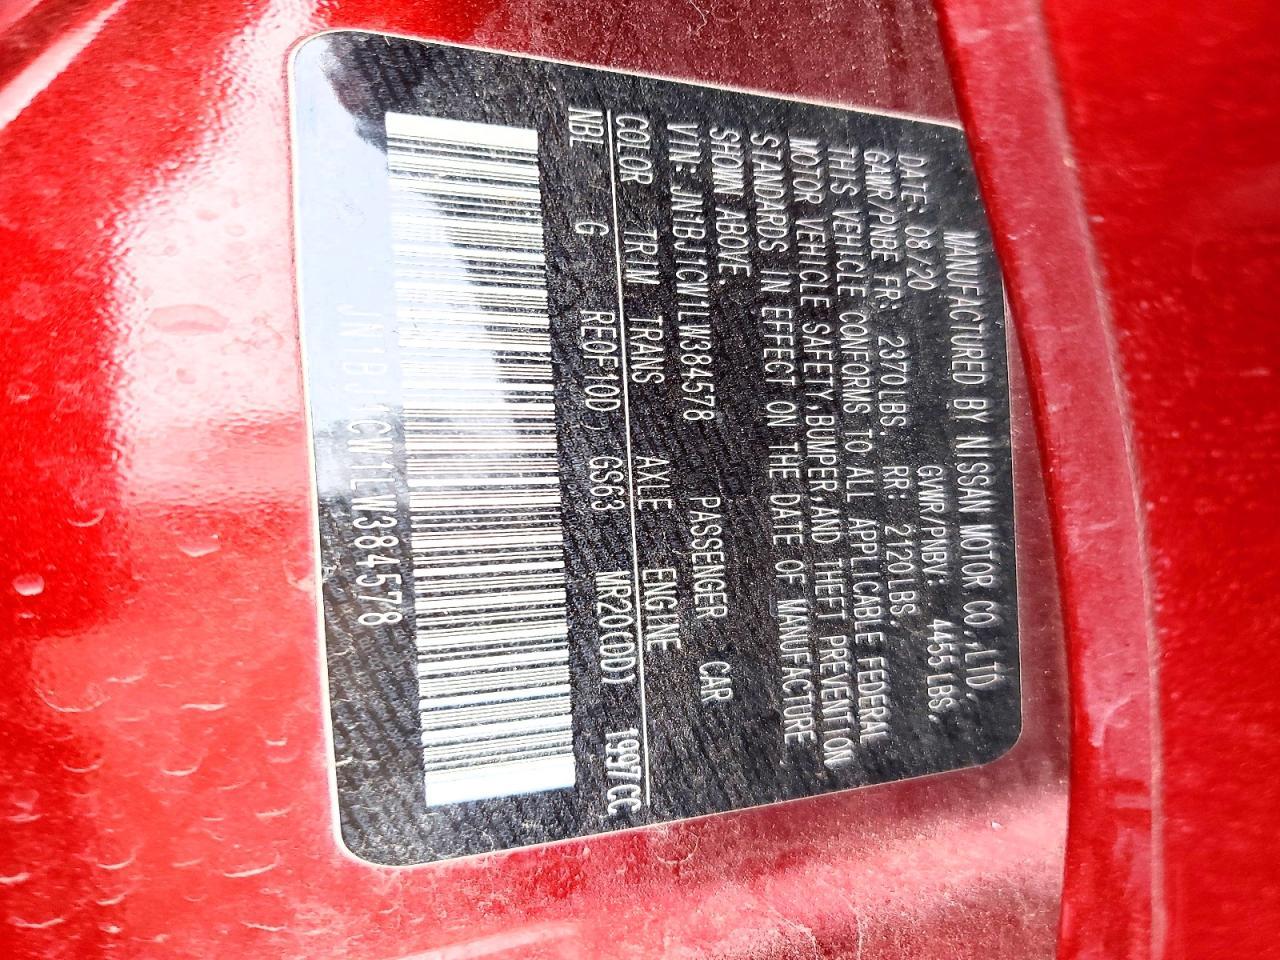 MANUFACTURED BY NISSAN MOTOR CO.,LTD.
DATE: 08/20 GVWR/PNBV: 4455LBS,
GAWR/PNBE FR: 2370LBS. RR: 2120LBS.
THIS VEHICLE CONFORMS TO ALL APPLICABLE FEDERAL
MOTOR VEHICLE SAFETY,BUMPER,AND THEFT PREVENTION
STANDARDS IN EFFECT ON THE DATE OF MANUFACTURE
SHOWN ABOVE.
VIN: JN1BJ1CW1LW384578 PASSENGER CAR
COLOR TRIM TRANS AXLE ENGINE
NBL G REOF10D GS63 MR20(DD) 1997CC
JN1BJ1CW1LW384578